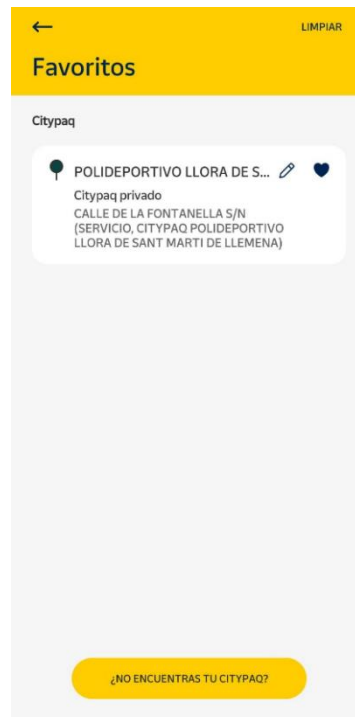 LIMPIAR
Favoritos
Citypaq
POLIDEPORTIVO LLORA DE S...
Citypaq privado
CALLE DE LA FONTANELLA S/N
(SERVICIO, CITYPAQ POLIDEPORTIVO
LLORA DE SANT MARTI DE LLEMENA)
¿NO ENCUENTRAS TU CITYPAQ?